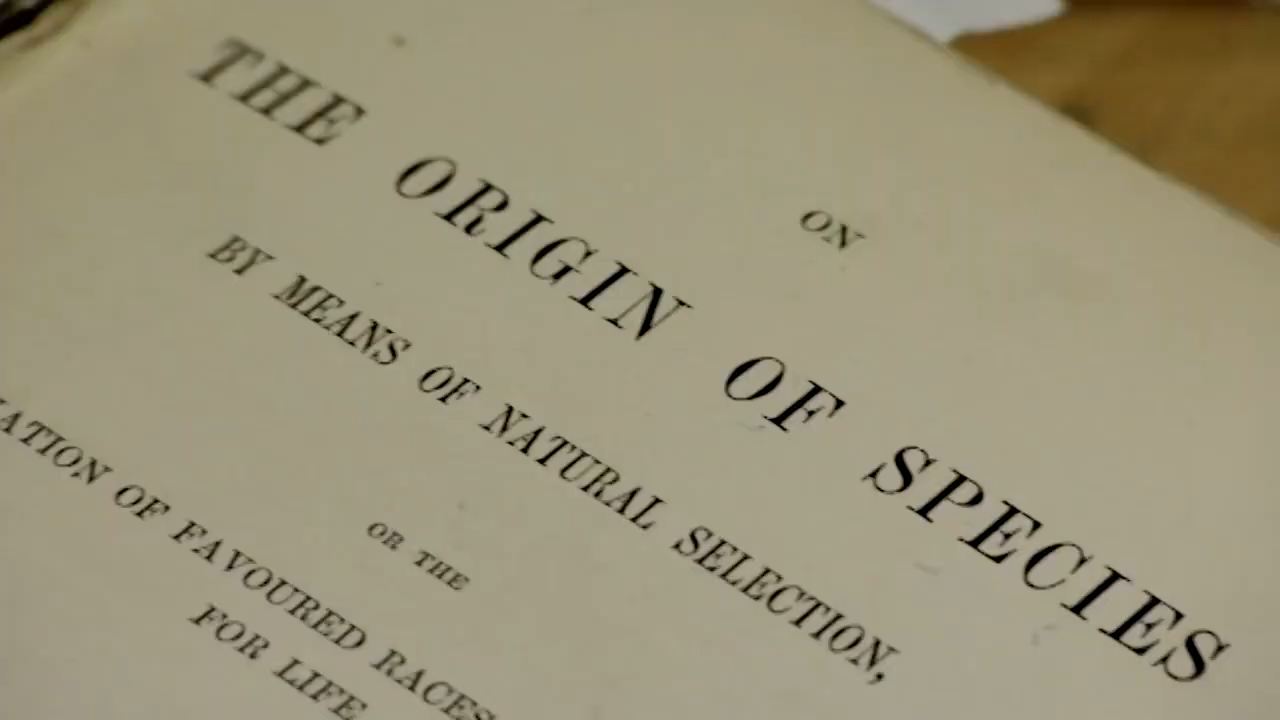 ON
THE ORIGIN OF SPECIES
BY MEANS OF NATURAL SELECTION,
OR THE
ATION OF FAVOURED RACES
FOR LIFE